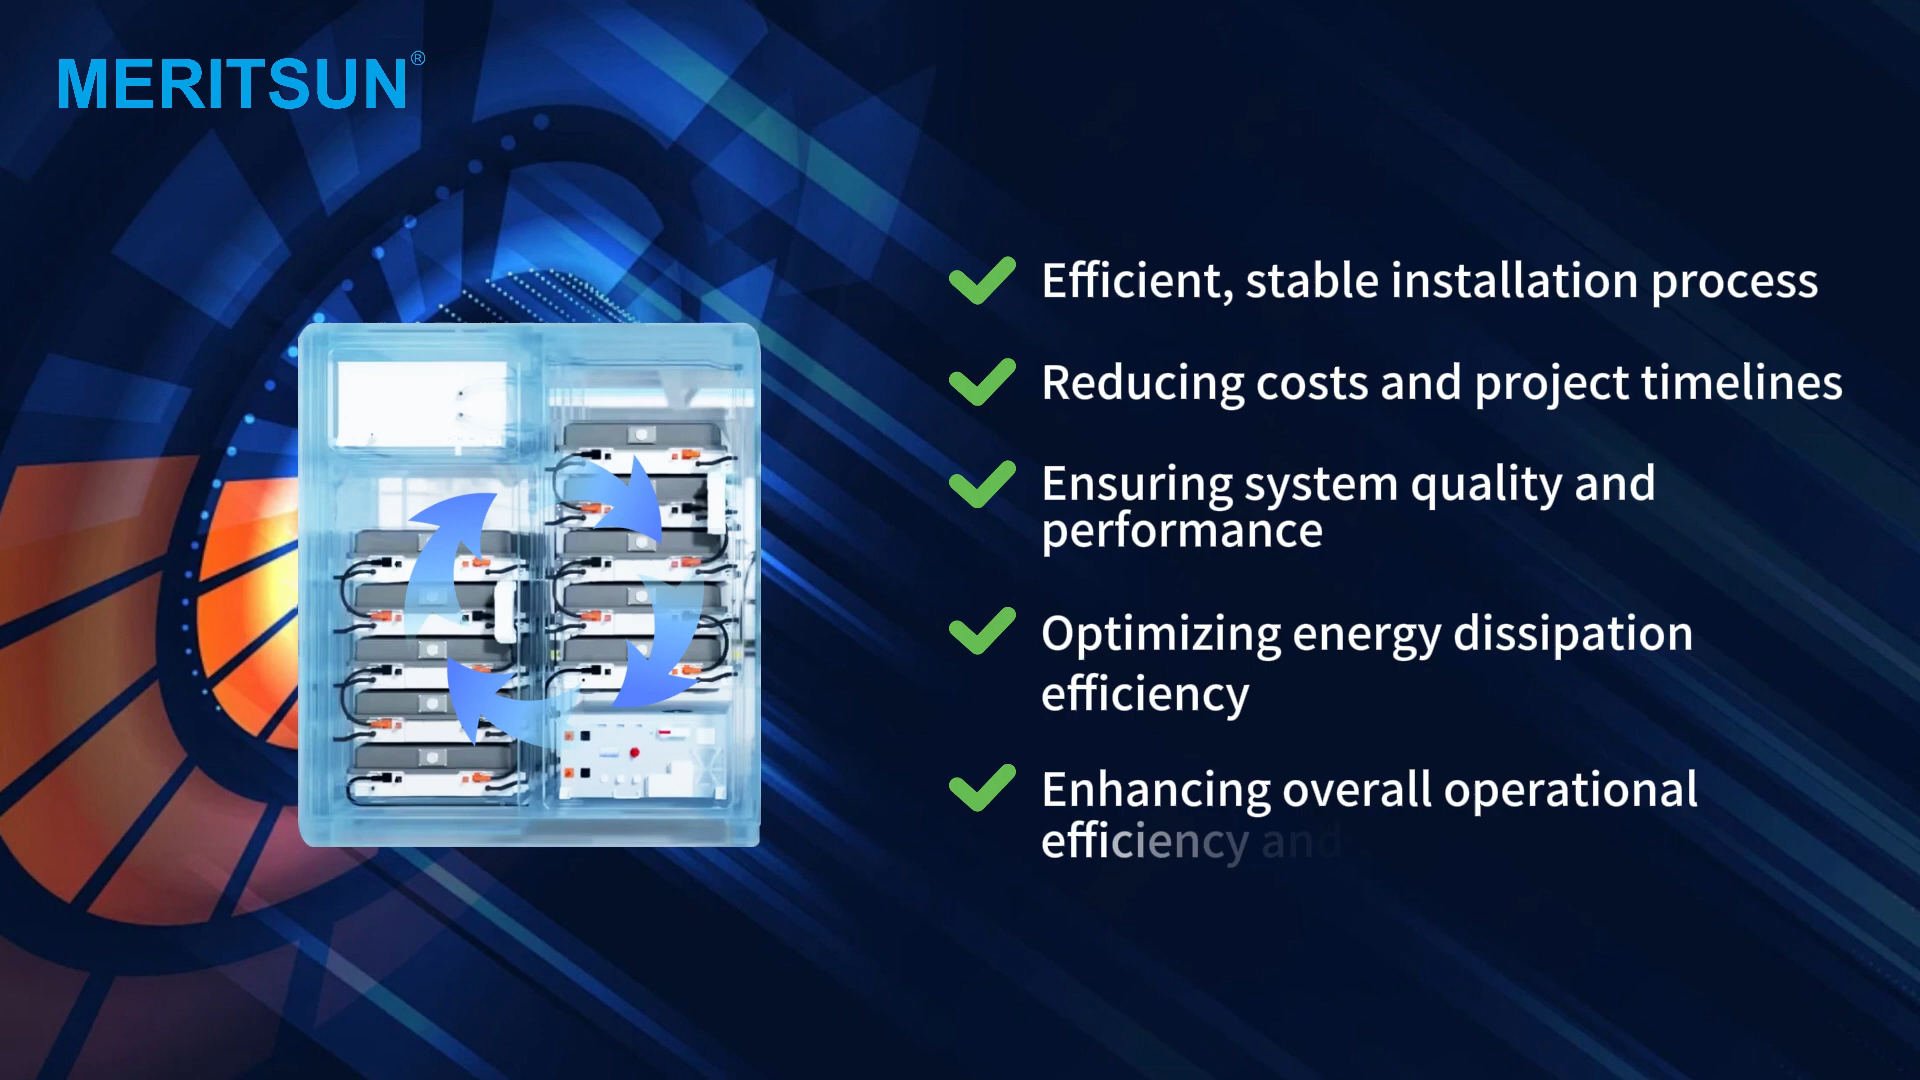 MERITSUN®
Efficient, stable installation process
Reducing costs and project timelines
Ensuring system quality and
performance
Optimizing energy dissipation
efficiency
Enhancing overall operational
efficiency and